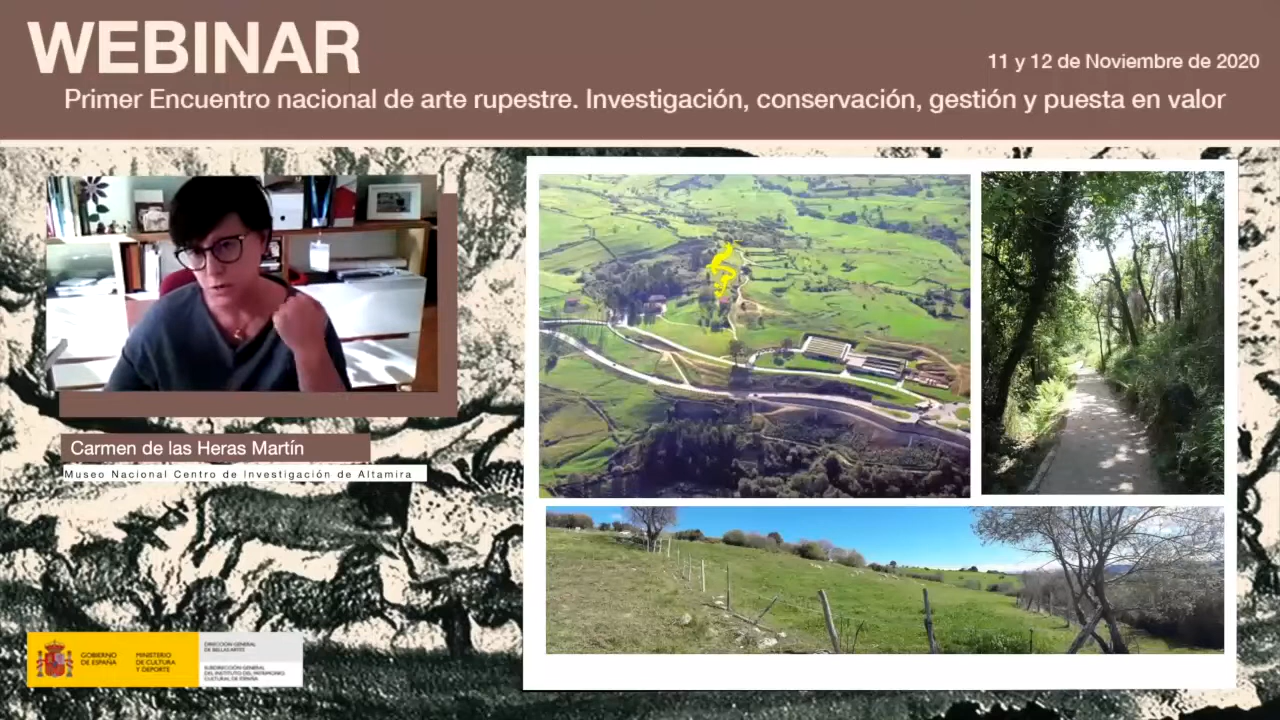 WEBINAR
11 y 12 de Noviembre de 2020
Primer Encuentro nacional de arte rupestre. Investigación, conservación, gestión y puesta en valor
Carmen de las Heras Martín
Museo Nacional Centro de Investigación de Altamira
GOBIERNO
DE ESPAÑA
MINISTERIO
DE CULTURA
Y DEPORTE
DIRECCIÓN GENERAL
DE BELLAS ARTES
SUBDIRECCIÓN GENERAL
DEL INSTITUTO DEL PATRIMONIO
CULTURAL DE ESPAÑA